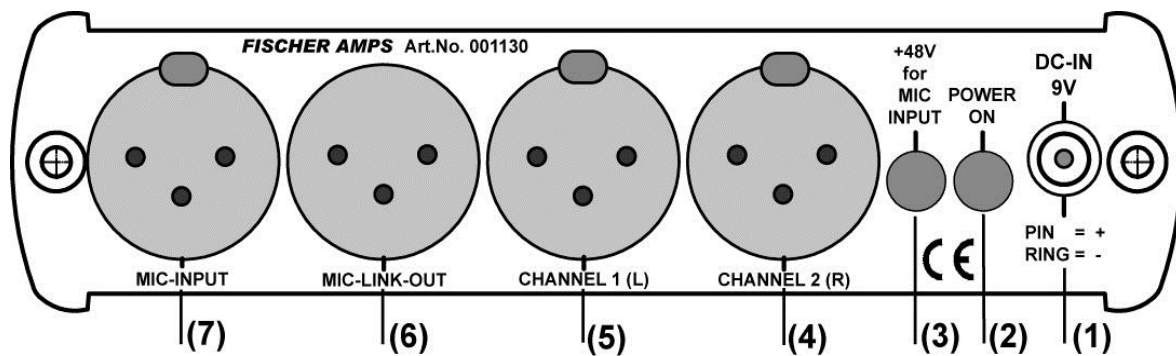 FISCHER AMPS Art.No. 001130
+48V
for
MIC
INPUT
POWER
ON
DC-IN
9V
PIN = +
RING = -
CE
MIC-INPUT
MIC-LINK-OUT
CHANNEL 1 (L)
CHANNEL 2 (R)
(7)
(6)
(5)
(4)
(3)
(2)
(1)